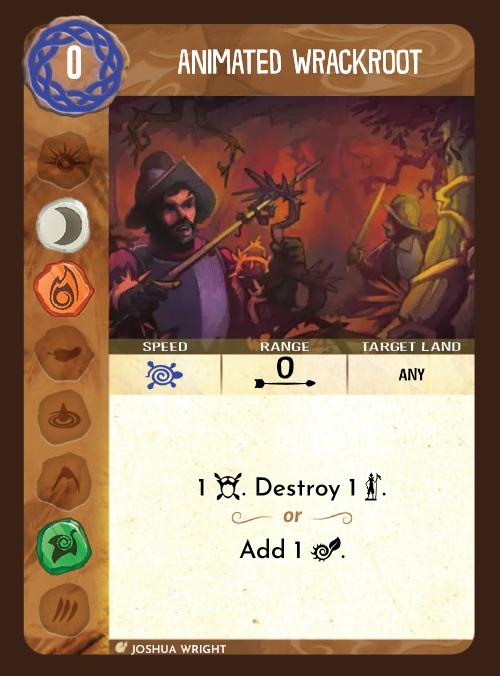 0
ANIMATED WRACKROOT
SPEED RANGE TARGET LAND
0 ANY
1 . Destroy 1 .
or
Add 1 .
JOSHUA WRIGHT